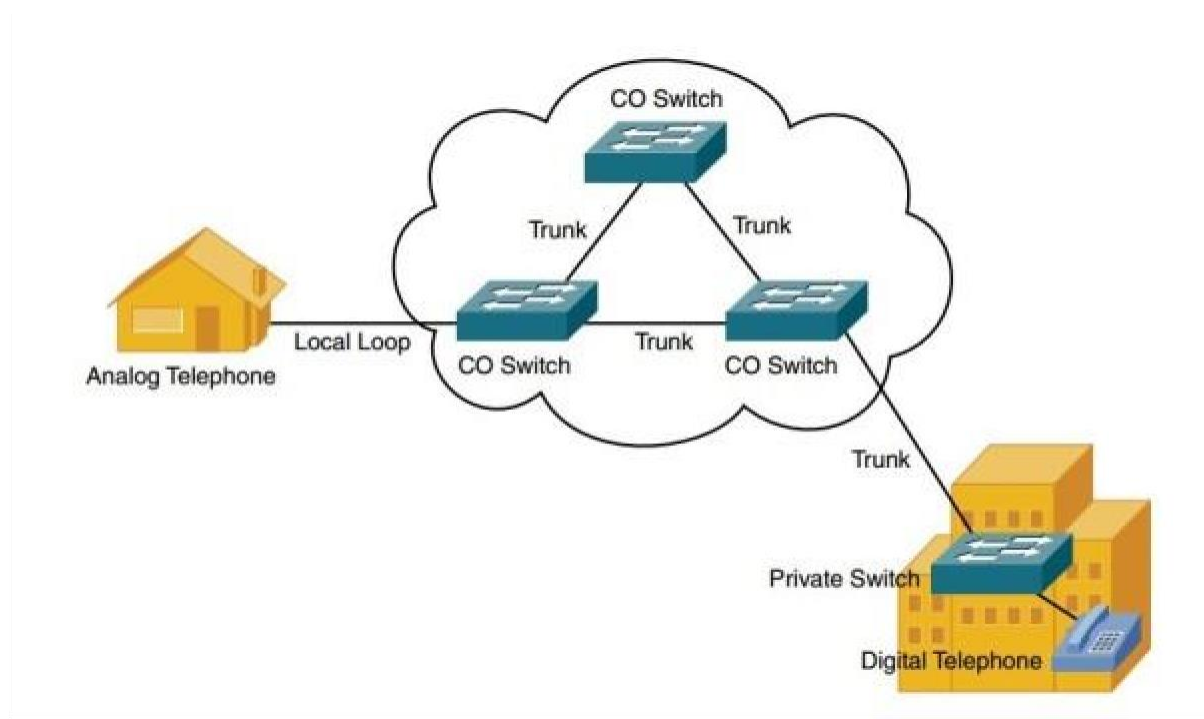 CO Switch
Trunk
Trunk
Local Loop
Trunk
CO Switch
CO Switch
Analog Telephone
Trunk
Private Switch
Digital Telephone